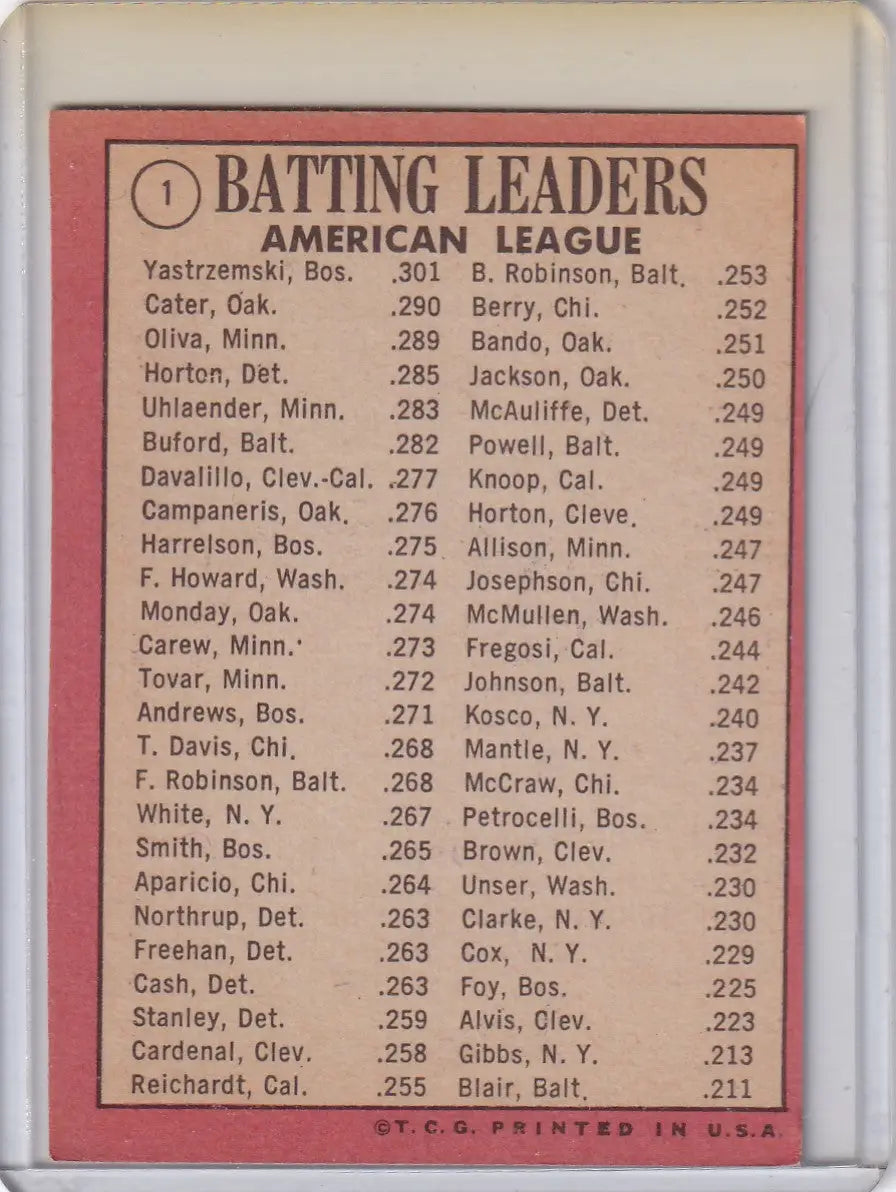 1 BATTING LEADERS
AMERICAN LEAGUE
Yastrzemski, Bos. .301 B. Robinson, Balt. .253
Cater, Oak. .290 Berry, Chi. .252
Oliva, Minn. .289 Bando, Oak. .251
Horton, Det. .285 Jackson, Oak. .250
Uhlaender, Minn. .283 McAuliffe, Det. .249
Buford, Balt. .282 Powell, Balt. .249
Davalillo, Clev.-Cal. .277 Knoop, Cal. .249
Campaneris, Oak. .276 Horton, Cleve. .249
Harrelson, Bos. .275 Allison, Minn. .247
F. Howard, Wash. .274 Josephson, Chi. .247
Monday, Oak. .274 McMullen, Wash. .246
Carew, Minn. .273 Fregosi, Cal. .244
Tovar, Minn. .272 Johnson, Balt. .242
Andrews, Bos. .271 Kosco, N. Y. .240
T. Davis, Chi. .268 Mantle, N. Y. .237
F. Robinson, Balt. .268 McCraw, Chi. .234
White, N. Y. .267 Petrocelli, Bos. .234
Smith, Bos. .265 Brown, Clev. .232
Aparicio, Chi. .264 Unser, Wash. .230
Northrup, Det. .263 Clarke, N. Y. .230
Freehan, Det. .263 Cox, N. Y. .229
Cash, Det. .263 Foy, Bos. .225
Stanley, Det. .259 Alvis, Clev. .223
Cardenal, Clev. .258 Gibbs, N. Y. .213
Reichardt, Cal. .255 Blair, Balt. .211
©T. C. G. PRINTED IN U.S.A.